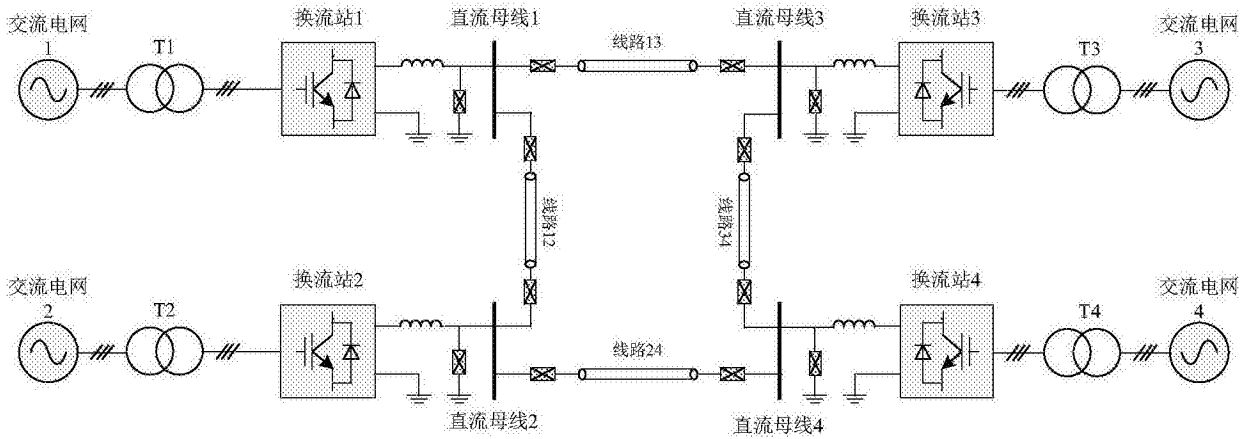 交流电网
1
T1
换流站1
直流母线1
线路13
直流母线3
换流站3
T3
交流电网
3
线路12
线路34
交流电网
2
T2
换流站2
直流母线2
线路24
直流母线4
换流站4
T4
交流电网
4